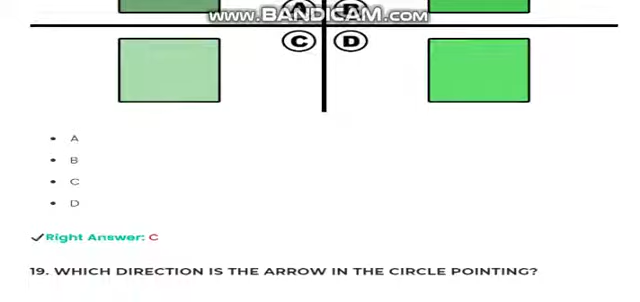 www.BANDICAM.com
A B
C D
A
B
C
D
Right Answer: C
19. WHICH DIRECTION IS THE ARROW IN THE CIRCLE POINTING?